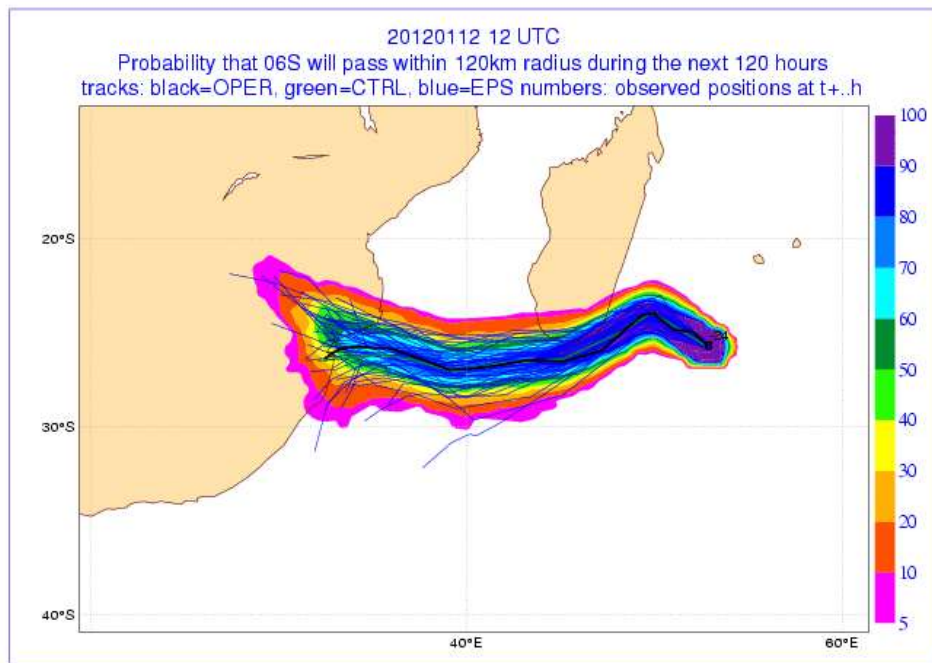 20120112 12 UTC
Probability that 06S will pass within 120km radius during the next 120 hours
tracks: black=OPER, green=CTRL, blue=EPS numbers: observed positions at t+..h
100
90
80
70
60
50
40
30
20
10
5
20°S
30°S
40°S
40°E
60°E
24